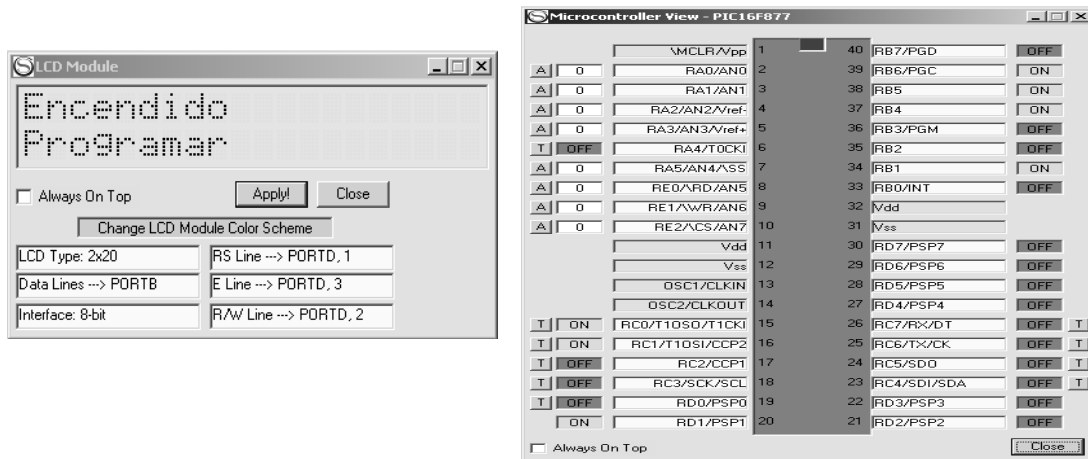 LCD Module
Encendido
Programar
Always On Top
Apply!
Close
Change LCD Module Color Scheme
LCD Type: 2x20
RS Line ---> PORTD, 1
Data Lines ---> PORTB
E Line ---> PORTD, 3
Interface: 8-bit
R/W Line ---> PORTD, 2
Microcontroller View - PIC16F877
\MCLR/Vpp 1 40 RB7/PGD OFF
A 0 RA0/AN0 2 39 RB6/PGC ON
A 0 RA1/AN1 3 38 RB5 ON
A 0 RA2/AN2/Vref- 4 37 RB4 ON
A 0 RA3/AN3/Vref+ 5 36 RB3/PGM OFF
T OFF RA4/T0CKI 6 35 RB2 OFF
A 0 RA5/AN4/\SS 7 34 RB1 ON
A 0 RE0/\RD/AN5 8 33 RB0/INT OFF
A 0 RE1/\WR/AN6 9 32 Vdd
A 0 RE2/\CS/AN7 10 31 Vss
Vdd 11 30 RD7/PSP7 OFF
Vss 12 29 RD6/PSP6 OFF
OSC1/CLKIN 13 28 RD5/PSP5 OFF
OSC2/CLKOUT 14 27 RD4/PSP4 OFF
T ON RC0/T1OSO/T1CKI 15 26 RC7/RX/DT OFF T
T ON RC1/T1OSI/CCP2 16 25 RC6/TX/CK OFF T
T OFF RC2/CCP1 17 24 RC5/SDO OFF T
T OFF RC3/SCK/SCL 18 23 RC4/SDI/SDA OFF T
T OFF RD0/PSP0 19 22 RD3/PSP3 OFF
ON RD1/PSP1 20 21 RD2/PSP2 OFF
Always On Top
Close